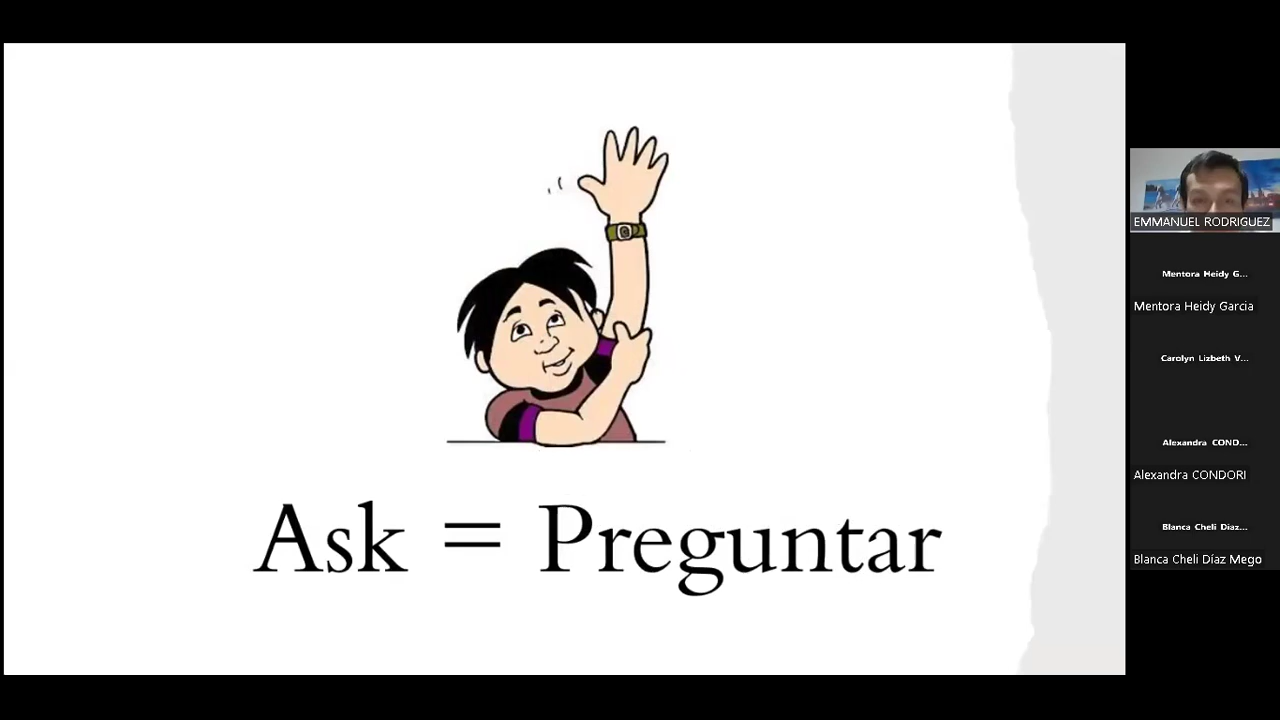 Ask = Preguntar
EMMANUEL RODRIGUEZ
Mentora Heidy G...
Mentora Heidy Garcia
Carolyn Lizbeth V...
Alexandra COND...
Alexandra CONDORI
Blanca Cheli Diaz...
Blanca Cheli Díaz Mego